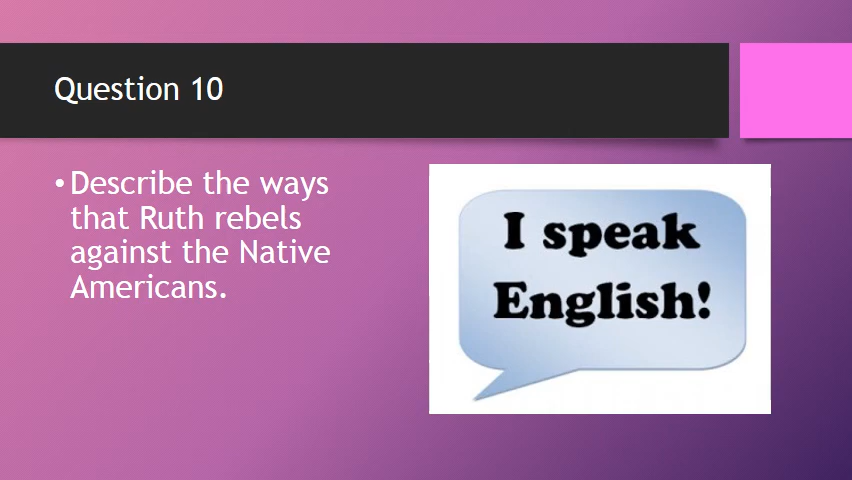 Question 10
• Describe the ways
that Ruth rebels
against the Native
Americans.
I speak
English!